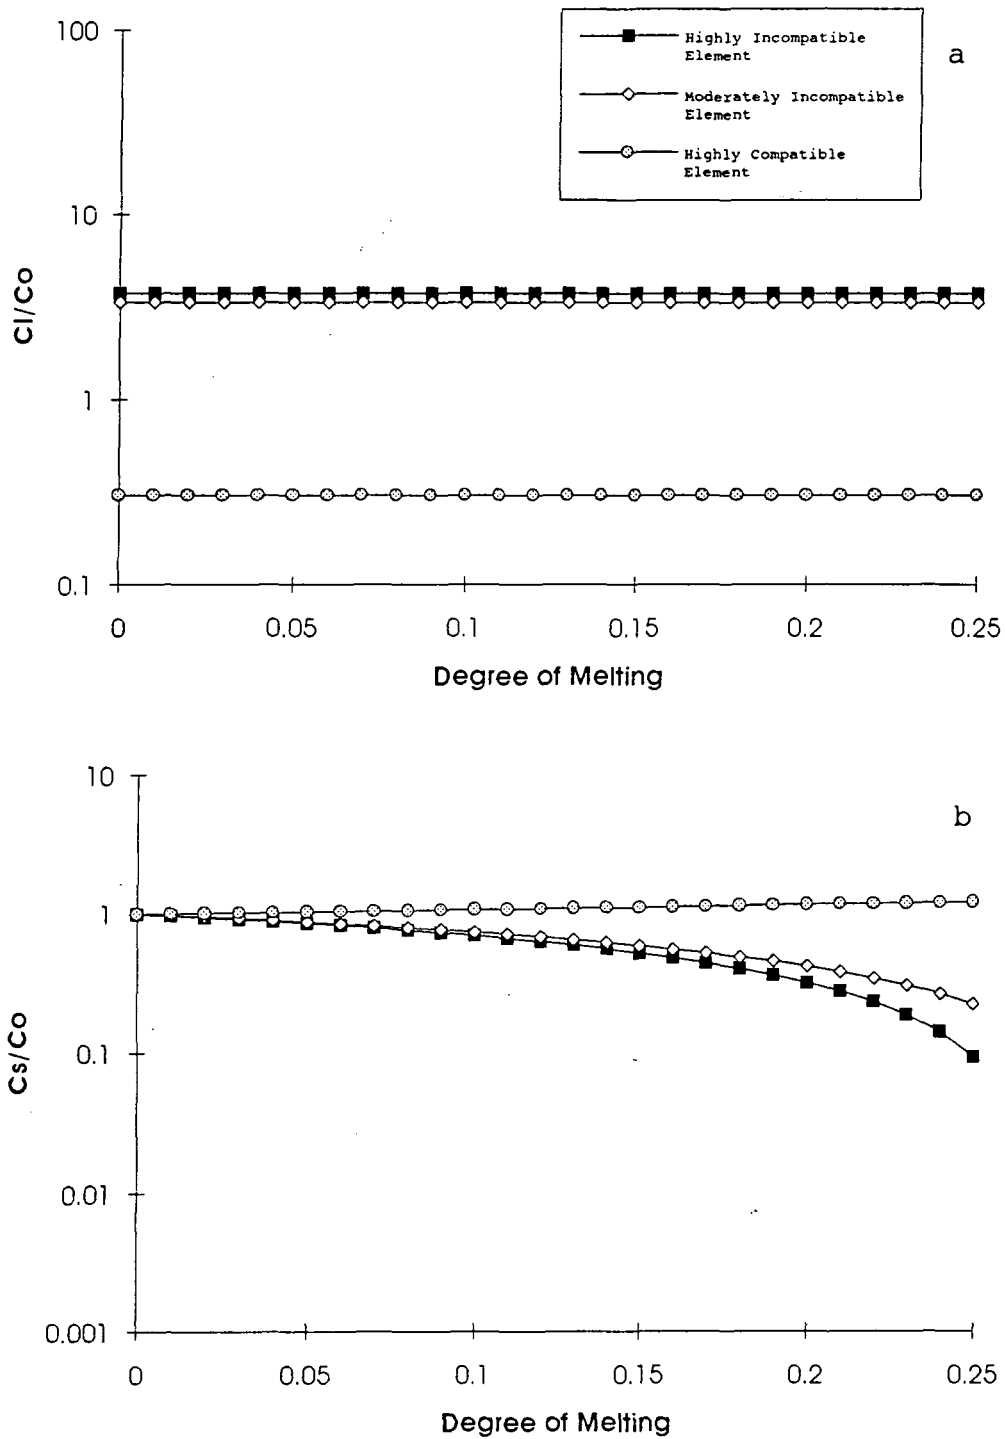 100
10
1
0.1
Cl/Co
Highly Incompatible
Element
Moderately Incompatible
Element
Highly Compatible
Element
a
0 0.05 0.1 0.15 0.2 0.25
Degree of Melting
10
1
0.1
0.01
0.001
Cs/Co
b
0 0.05 0.1 0.15 0.2 0.25
Degree of Melting